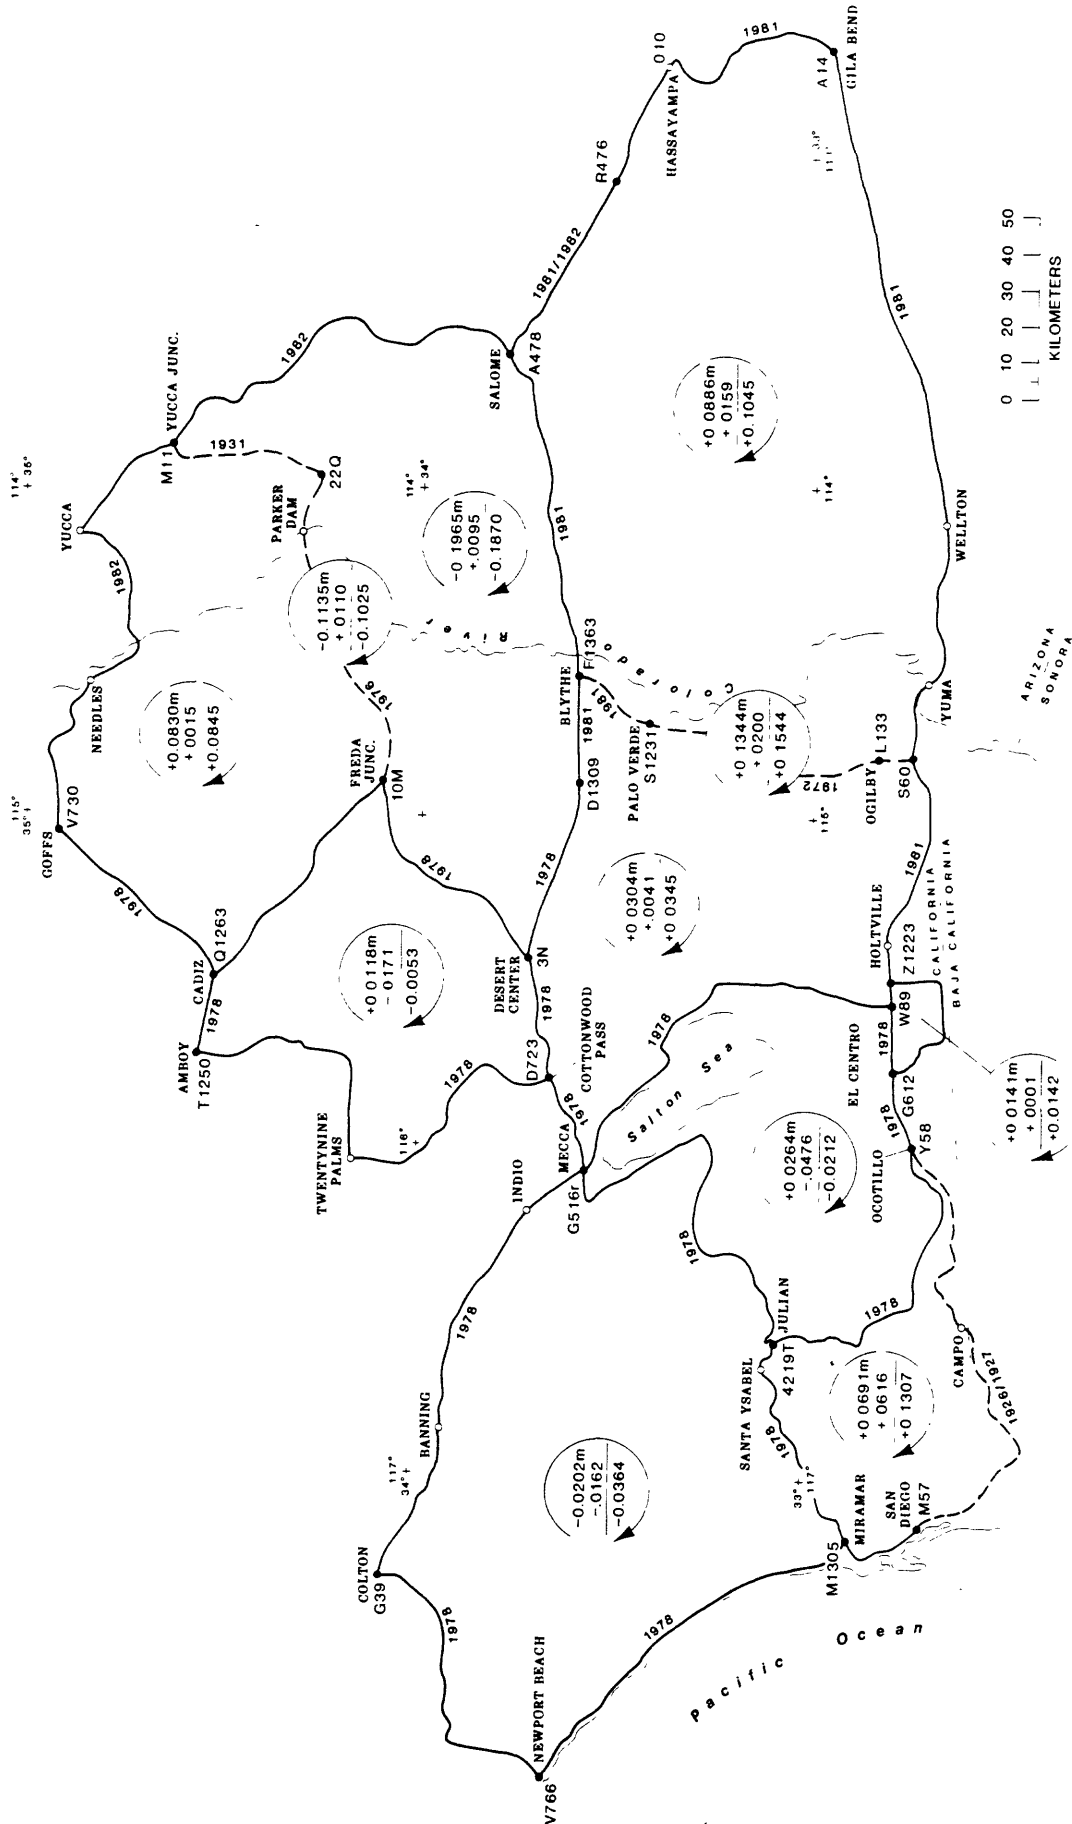 114°
+ 35°
YUCCA
YUCCA JUNC.
M11
1982
1931
1982
22Q
PARKER
DAM
115°
35° +
GOFFS
V730
NEEDLES
+0.0830m
+ 0015
+0.0845
1978
CADIZ
Q1263
1978
AMBOY
T1250
FREDA
JUNC.
10M
1976
-0.1135m
+ .0110
-0.1025
114°
+ 34°
SALOME
A478
1981/1982
R476
HASSAYAMPA
O10
1981
A14
GILA BEND
-0 1965m
+.0095
-0.1870
1981
River
Colorado
BLYTHE
F1363
1981
1981
D1309
PALO VERDE
S1231
1978
1978
+0 0118m
- 0171
-0.0053
DESERT
CENTER
3N
1978
D723
COTTONWOOD
PASS
1978
TWENTYNINE
PALMS
116°
+
1978
MECCA
G516r
INDIO
1978
BANNING
117°
34° +
COLTON
G39
1978
NEWPORT BEACH
V766
1978
-0.0202m
-.0162
-0.0364
+0 0304m
+.0041
+0 0345
Salton Sea
1978
+0 1344m
+ 0200
+0 1544
+0 0886m
+ 0159
+0.1045
+
114°
+
115°
1972
OGILBY
L133
S60
YUMA
WELLTON
1981
1981
HOLTVILLE
Z1223
W89
CALIFORNIA
BAJA CALIFORNIA
ARIZONA
SONORA
EL CENTRO
1978
G612
1978
OCOTILLO
Y58
+0 0264m
-.0476
-0.0212
+0 0141m
+ 0001
+0.0142
1978
JULIAN
4219T
SANTA YSABEL
1978
1978
33° +
117°
MIRAMAR
M1305
SAN
DIEGO
M57
+0 0691m
+ 0616
+0 1307
CAMPO
1926/1927
Pacific Ocean
0 10 20 30 40 50
KILOMETERS